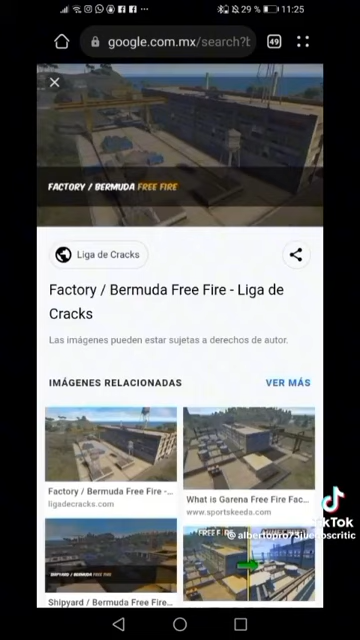 29 %
11:25
google.com.mx/search?b
49
FACTORY / BERMUDA FREE FIRE
Liga de Cracks
Factory / Bermuda Free Fire - Liga de
Cracks
Las imágenes pueden estar sujetas a derechos de autor.
IMÁGENES RELACIONADAS
VER MÁS
Factory / Bermuda Free Fire -...
ligadecracks.com
What is Garena Free Fire Fac...
www.sportskeeda.com
TikTok
SHIPYARD / BERMUDA FREE FIRE
FREE FIRE
Shipyard / Bermuda Free Fire...